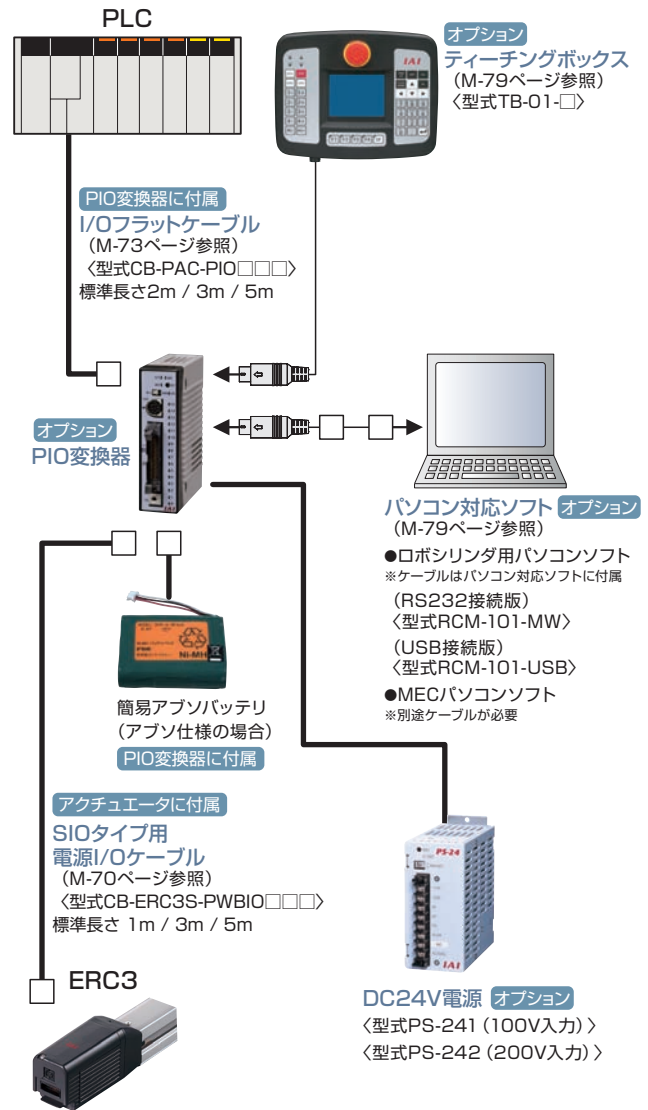 PLC
オプション
ティーチングボックス
（M-79ページ参照）
〈型式TB-01-□〉
IAI
PIO変換器に付属
I/Oフラットケーブル
（M-73ページ参照）
〈型式CB-PAC-PIO□□□〉
標準長さ2m / 3m / 5m
オプション
PIO変換器
パソコン対応ソフト オプション
（M-79ページ参照）
●ロボシリンダ用パソコンソフト
※ケーブルはパソコン対応ソフトに付属
（RS232接続版）
〈型式RCM-101-MW〉
（USB接続版）
〈型式RCM-101-USB〉
●MECパソコンソフト
※別途ケーブルが必要
Ni-MH
簡易アブソバッテリ
（アブソ仕様の場合）
PIO変換器に付属
アクチュエータに付属
SIOタイプ用
電源I/Oケーブル
（M-70ページ参照）
〈型式CB-ERC3S-PWBIO□□□〉
標準長さ 1m / 3m / 5m
ERC3
PS-24
IAI
DC24V電源 オプション
〈型式PS-241（100V入力）〉
〈型式PS-242（200V入力）〉